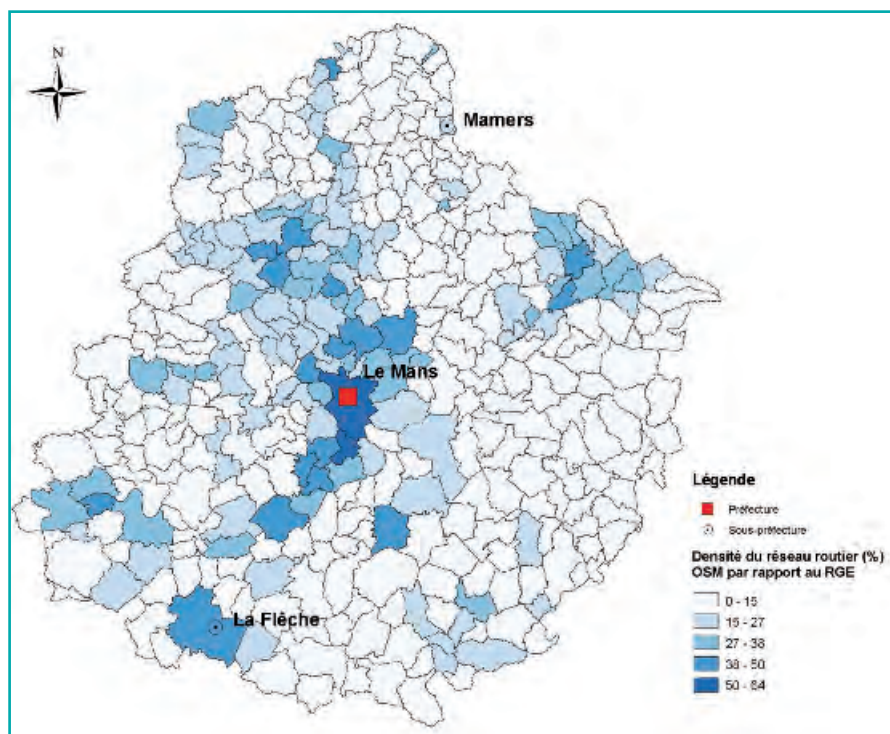 N
Mamers
Le Mans
La Flêche
Légende
Préfecture
Sous-préfecture
Densité du réseau routier (%)
OSM par rapport au RGE
0 - 15
15 - 27
27 - 38
38 - 50
50 - 64